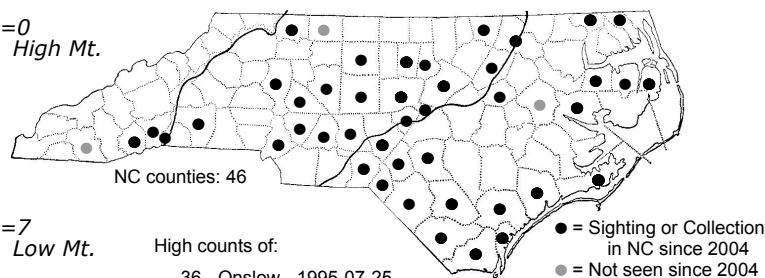 =0
High Mt.
NC counties: 46
=7
Low Mt.
High counts of:
36 - Onslow - 1995-07-25
● = Sighting or Collection
in NC since 2004
● = Not seen since 2004